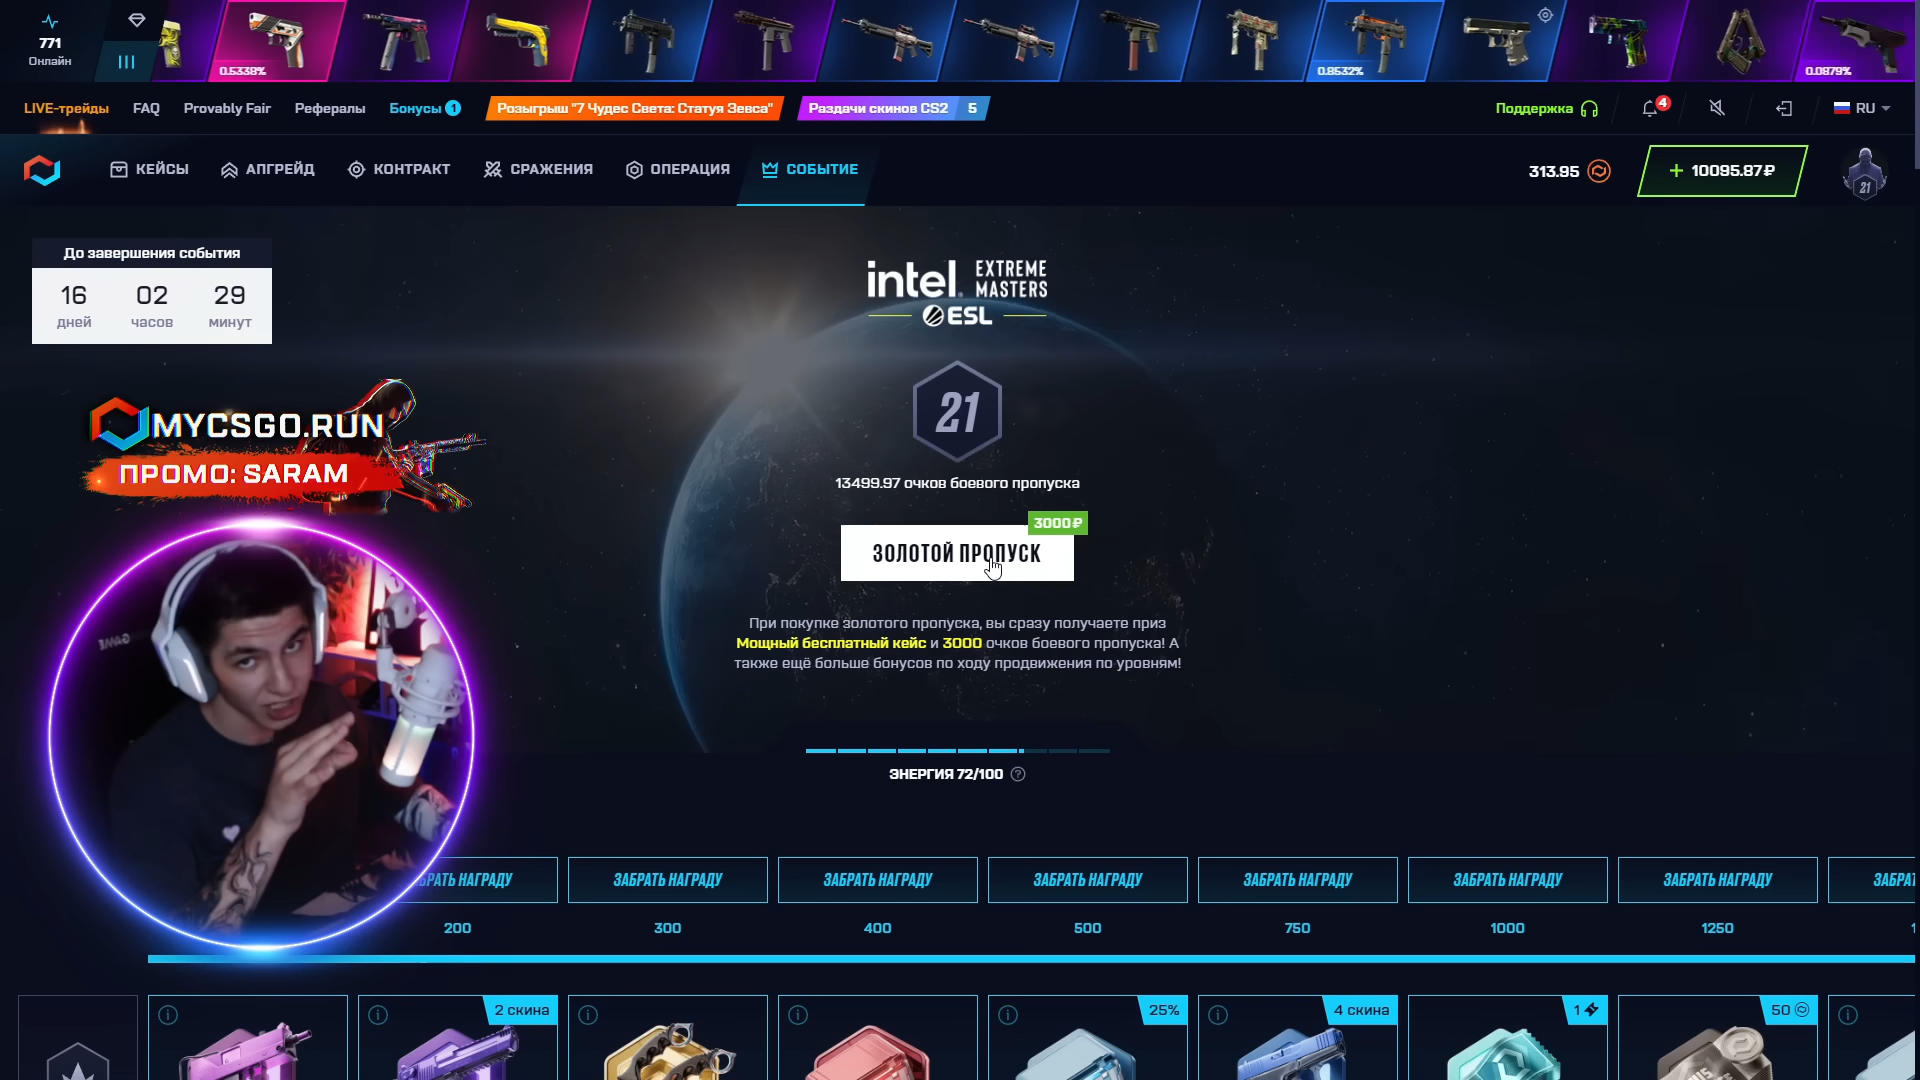 771
Онлайн
0.5338%
0.8532%
0.0879%
LIVE-трейды
FAQ
Provably Fair
Рефералы
Бонусы 1
Розыгрыш "7 Чудес Света: Статуя Зевса"
Раздачи скинов CS2 5
Поддержка
4
RU
КЕЙСЫ
АПГРЕЙД
КОНТРАКТ
СРАЖЕНИЯ
ОПЕРАЦИЯ
СОБЫТИЕ
313.95
+ 10095.87₽
21
До завершения события
16 02 29
дней часов минут
intel. EXTREME MASTERS
ESL
21
13499.97 очков боевого пропуска
3000₽
ЗОЛОТОЙ ПРОПУСК
При покупке золотого пропуска, вы сразу получаете приз
Мощный бесплатный кейс и 3000 очков боевого пропуска! А
также ещё больше бонусов по ходу продвижения по уровням!
MYCSGO.RUN
ПРОМО: SARAM
ЭНЕРГИЯ 72/100 ?
БРАТЬ НАГРАДУ ЗАБРАТЬ НАГРАДУ ЗАБРАТЬ НАГРАДУ ЗАБРАТЬ НАГРАДУ ЗАБРАТЬ НАГРАДУ ЗАБРАТЬ НАГРАДУ ЗАБРАТЬ НАГРАДУ ЗАБРАТ
200 300 400 500 750 1000 1250
2 скина 25% 4 скина 1 50